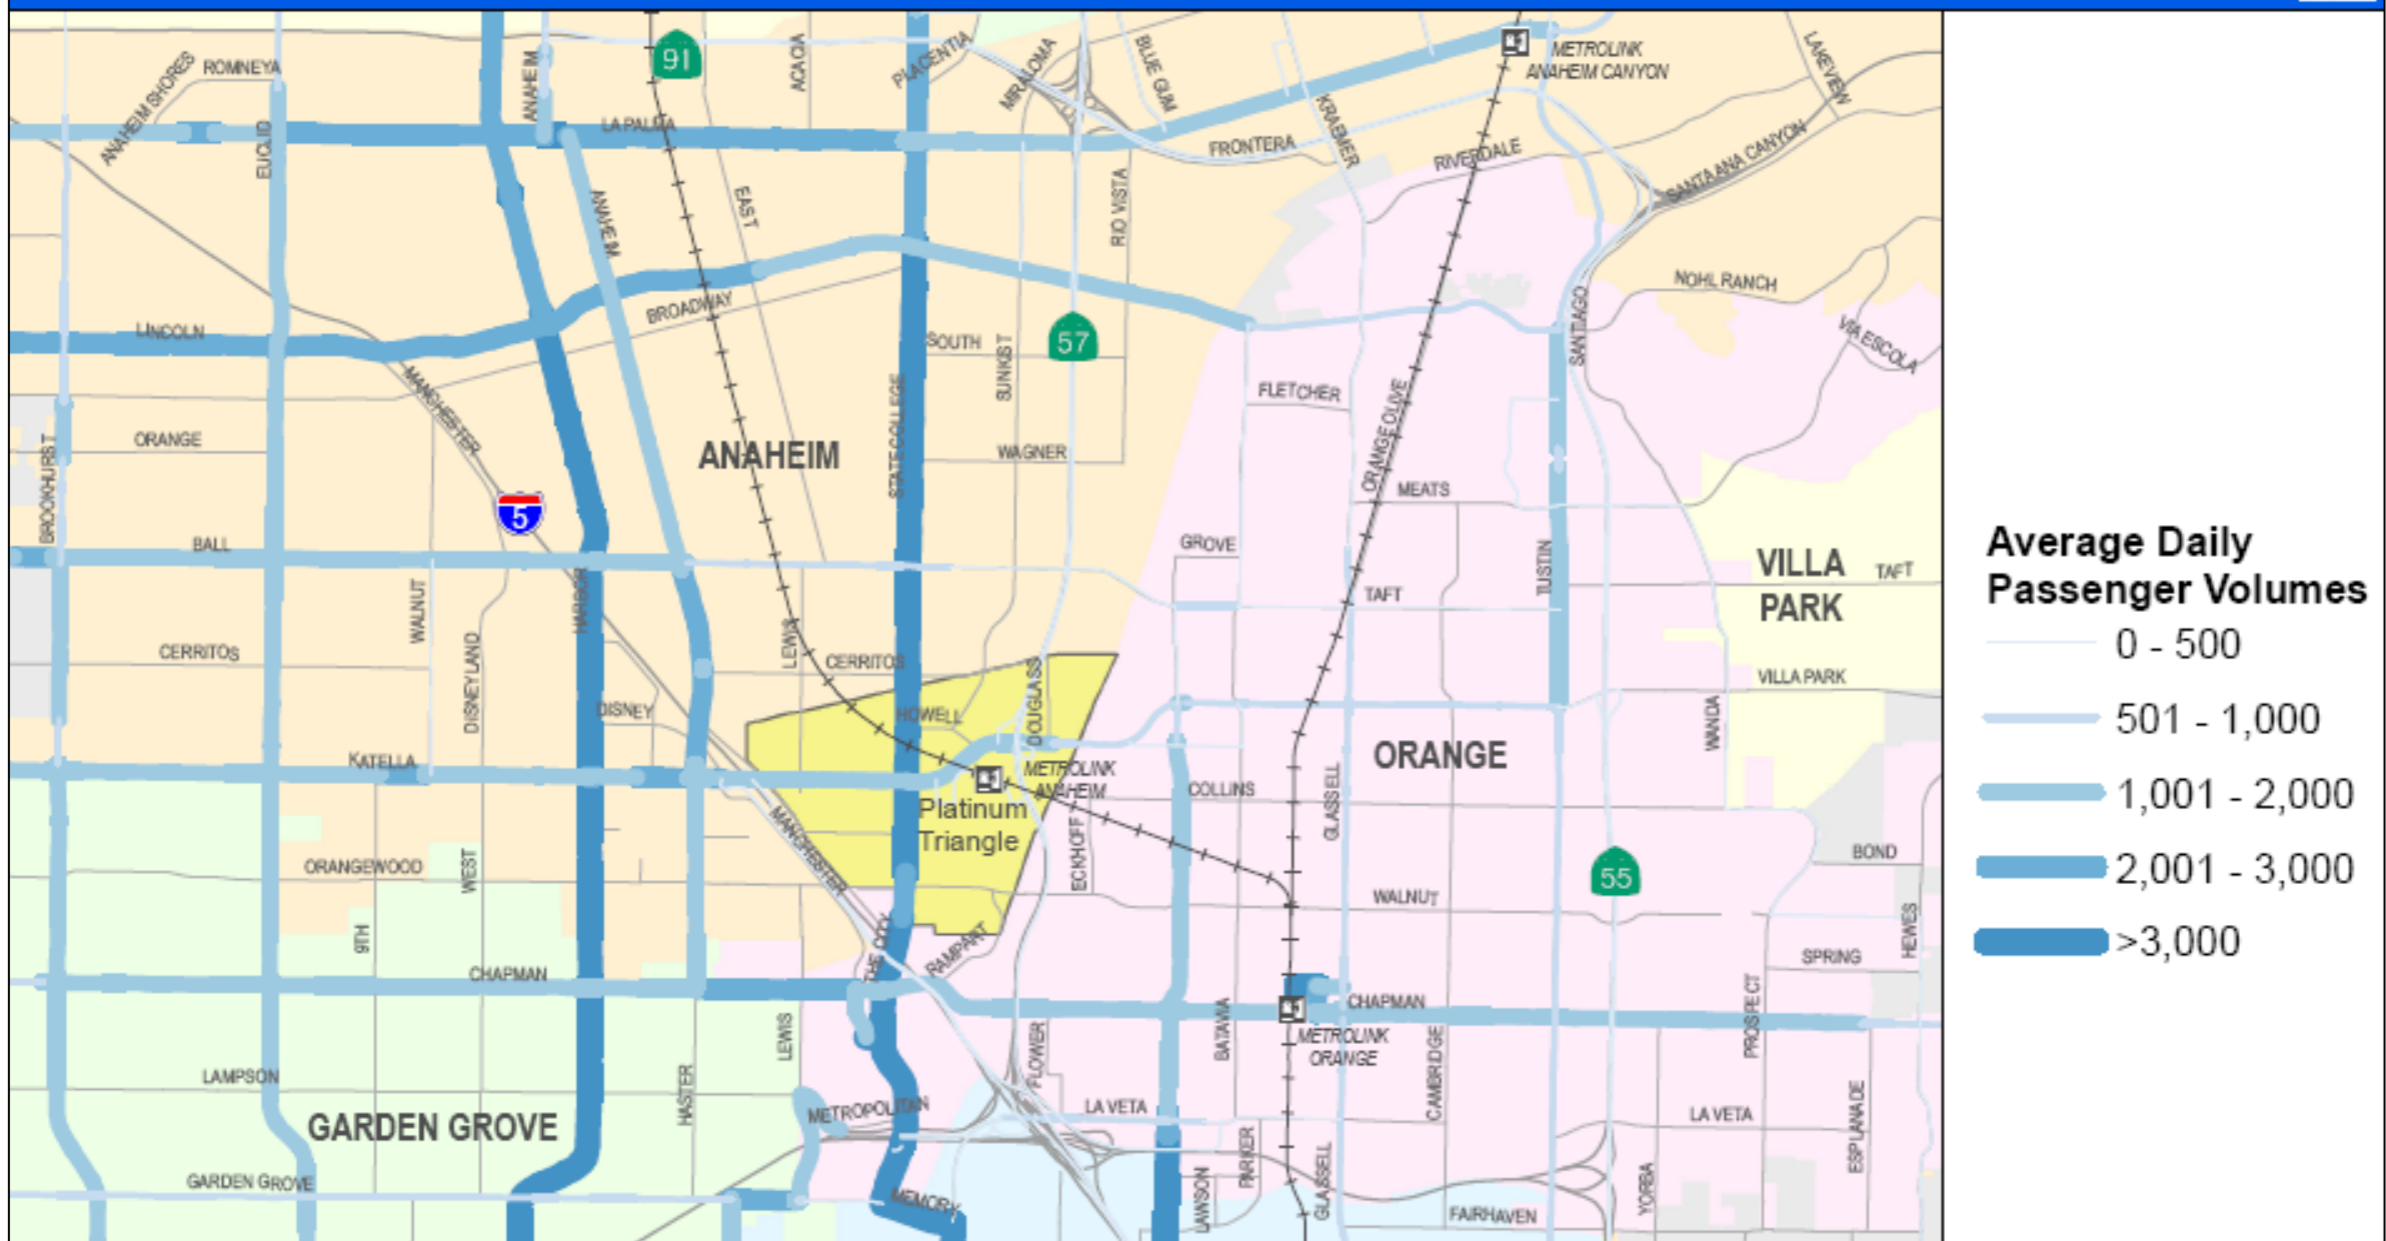 91
ACACIA
PLACENTIA
MIRALOMA
BLUE GUM
METROLINK
ANAHEIM CANYON
LAKEVIEW
ROMNEYA
ANAHEIM SHORES
ANAHEIM
EUCLID
LA PALMA
KRAEMER
FRONTERA
RIVERDALE
SANTA ANA CANYON
ANAHEIM
EAST
RIO VISTA
NOHL RANCH
LINCOLN
BROADWAY
SOUTH
SUNKIST
57
SANTIAGO
VIA ESCOLA
MANCHESTER
STATE COLLEGE
FLETCHER
ORANGE OLIVE
BROOKHURST
ORANGE
ANAHEIM
WAGNER
MEATS
5
BALL
GROVE
TUSTIN
VILLA
PARK
TAFT
TAFT
WALNUT
HARBOR
DISNEYLAND
CERRITOS
LEWIS
CERRITOS
DOUGLASS
VILLA PARK
DISNEY
HOWELL
WANDA
ORANGE
KATELLA
METROLINK
ANAHEIM
Platinum
Triangle
COLLINS
GLASSELL
MANCHESTER
ECKHOFF
ORANGEWOOD
WEST
BOND
55
WALNUT
HEWES
9TH
THE CITY
RAMPART
SPRING
CHAPMAN
CHAPMAN
PROSPECT
METROLINK
ORANGE
LEWIS
FLOWER
BATAVIA
CAMBRIDGE
LAMPSON
HASTER
METROPOLITAN
LA VETA
LA VETA
ESPLANADE
GARDEN GROVE
PARKER
GLASSELL
LAWSON
YORBA
GARDEN GROVE
MEMORY
FAIRHAVEN
Average Daily
Passenger Volumes
0 - 500
501 - 1,000
1,001 - 2,000
2,001 - 3,000
>3,000